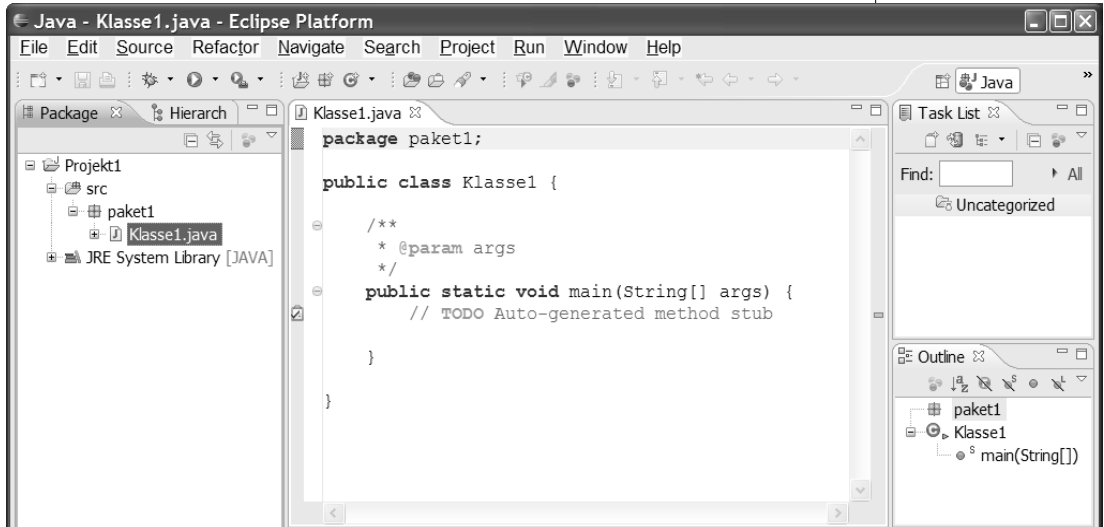 Java - Klasse1.java - Eclipse Platform
File Edit Source Refactor Navigate Search Project Run Window Help
Java »
Package Hierarch
Projekt1
src
paket1
Klasse1.java
JRE System Library [JAVA]
Klasse1.java
package paket1;
public class Klasse1 {
/**
* @param args
*/
public static void main(String[] args) {
// TODO Auto-generated method stub
}
}
Task List
Find: All
Uncategorized
Outline
paket1
Klasse1
main(String[])